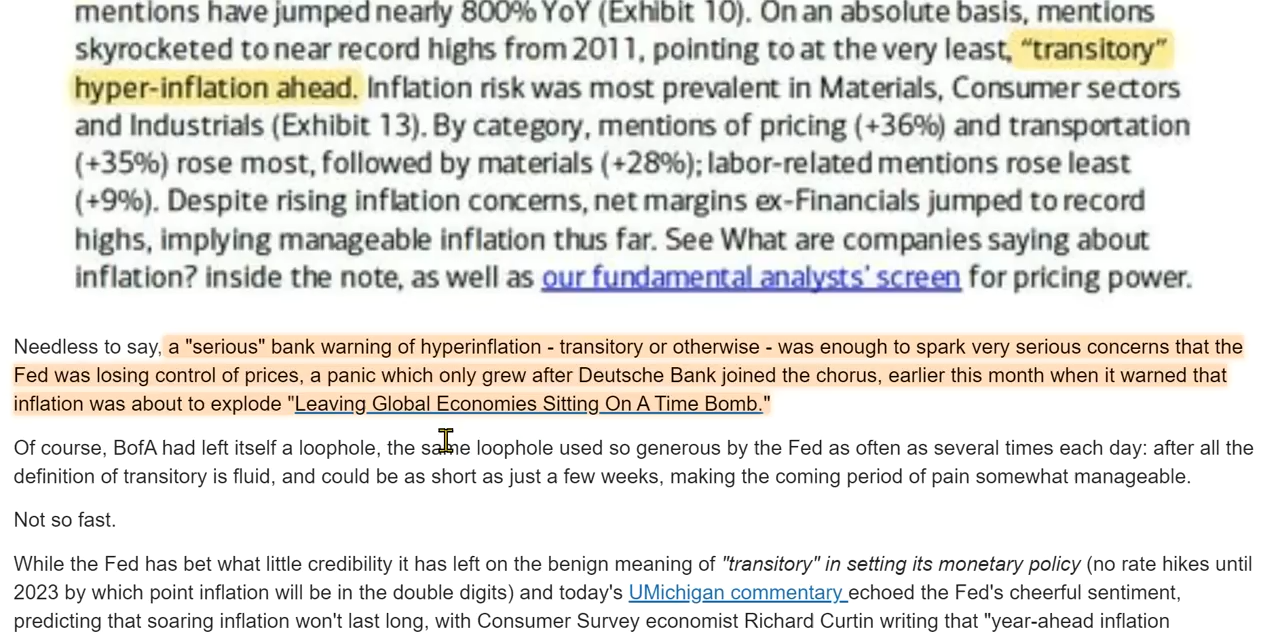 mentions have jumped nearly 800% YoY (Exhibit 10). On an absolute basis, mentions
skyrocketed to near record highs from 2011, pointing to at the very least, “transitory”
hyper-inflation ahead. Inflation risk was most prevalent in Materials, Consumer sectors
and Industrials (Exhibit 13). By category, mentions of pricing (+36%) and transportation
(+35%) rose most, followed by materials (+28%); labor-related mentions rose least
(+9%). Despite rising inflation concerns, net margins ex-Financials jumped to record
highs, implying manageable inflation thus far. See What are companies saying about
inflation? inside the note, as well as our fundamental analysts’ screen for pricing power.
Needless to say, a "serious" bank warning of hyperinflation - transitory or otherwise - was enough to spark very serious concerns that the
Fed was losing control of prices, a panic which only grew after Deutsche Bank joined the chorus, earlier this month when it warned that
inflation was about to explode "Leaving Global Economies Sitting On A Time Bomb."
Of course, BofA had left itself a loophole, the same loophole used so generous by the Fed as often as several times each day: after all the
definition of transitory is fluid, and could be as short as just a few weeks, making the coming period of pain somewhat manageable.
Not so fast.
While the Fed has bet what little credibility it has left on the benign meaning of "transitory" in setting its monetary policy (no rate hikes until
2023 by which point inflation will be in the double digits) and today's UMichigan commentary echoed the Fed's cheerful sentiment,
predicting that soaring inflation won't last long, with Consumer Survey economist Richard Curtin writing that "year-ahead inflation